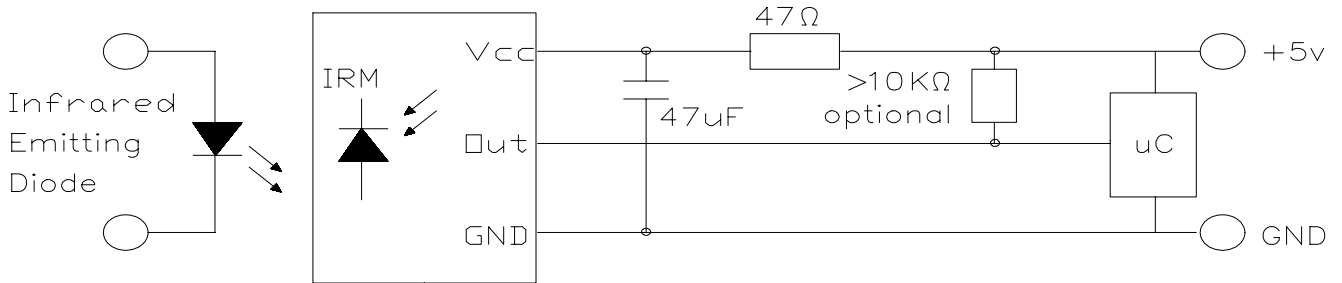 47Ω
Vcc
+5v
IRM
>10KΩ
optional
Infrared
Emitting
Diode
47uF
Out
uC
GND
GND